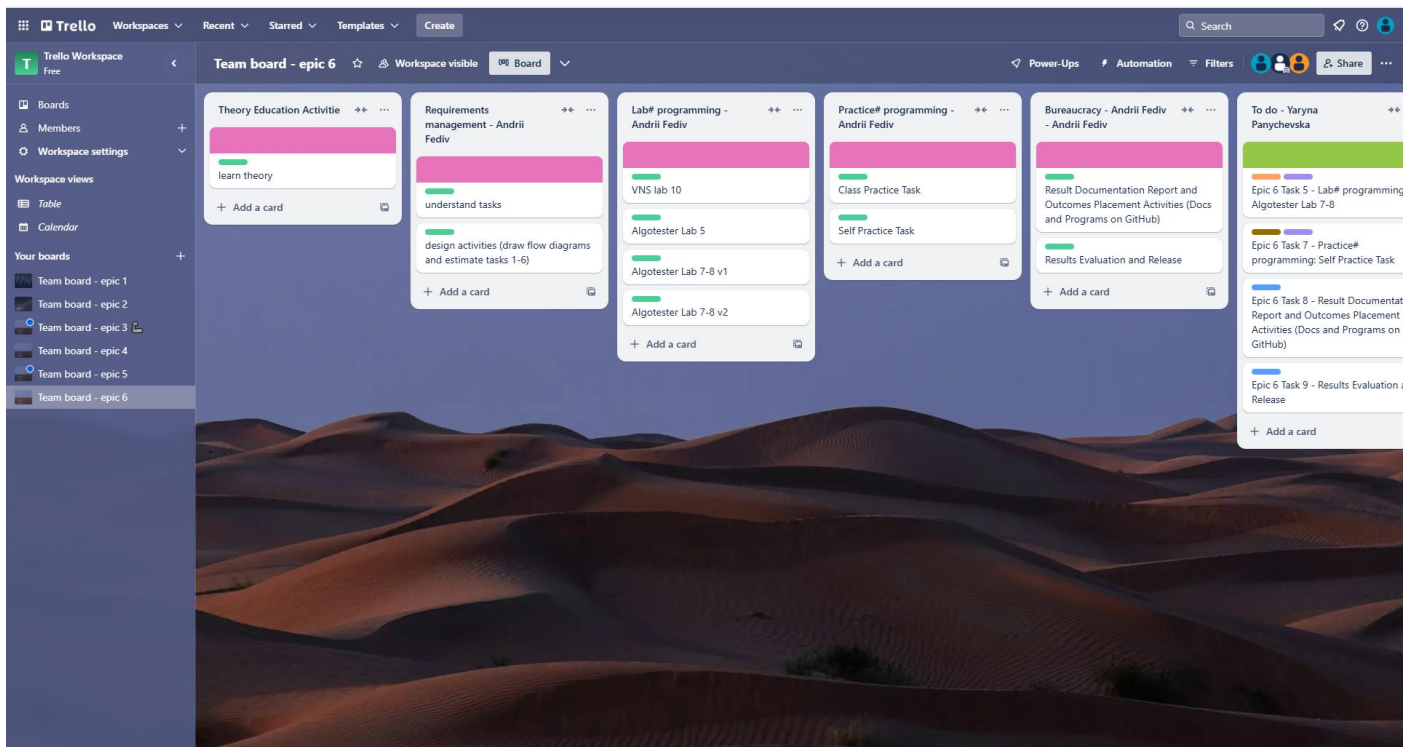 Trello Workspaces Recent Starred Templates Create Search
T Trello Workspace
Free
Team board - epic 6 Workspace visible Board Power-Ups Automation Filters Share
Boards
Members
Workspace settings
Workspace views
Table
Calendar
Your boards
Team board - epic 1
Team board - epic 2
Team board - epic 3
Team board - epic 4
Team board - epic 5
Team board - epic 6
Theory Education Activitie
learn theory
+ Add a card
Requirements
management - Andrii
Fediv
understand tasks
design activities (draw flow diagrams
and estimate tasks 1-6)
+ Add a card
Lab# programming -
Andrii Fediv
VNS lab 10
Algotester Lab 5
Algotester Lab 7-8 v1
Algotester Lab 7-8 v2
+ Add a card
Practice# programming -
Andrii Fediv
Class Practice Task
Self Practice Task
+ Add a card
Bureaucracy - Andrii Fediv
- Andrii Fediv
Result Documentation Report and
Outcomes Placement Activities (Docs
and Programs on GitHub)
Results Evaluation and Release
+ Add a card
To do - Yaryna
Panychevska
Epic 6 Task 5 - Lab# programming
Algotester Lab 7-8
Epic 6 Task 7 - Practice#
programming: Self Practice Task
Epic 6 Task 8 - Result Documentat
Report and Outcomes Placement
Activities (Docs and Programs on
GitHub)
Epic 6 Task 9 - Results Evaluation
Release
+ Add a card